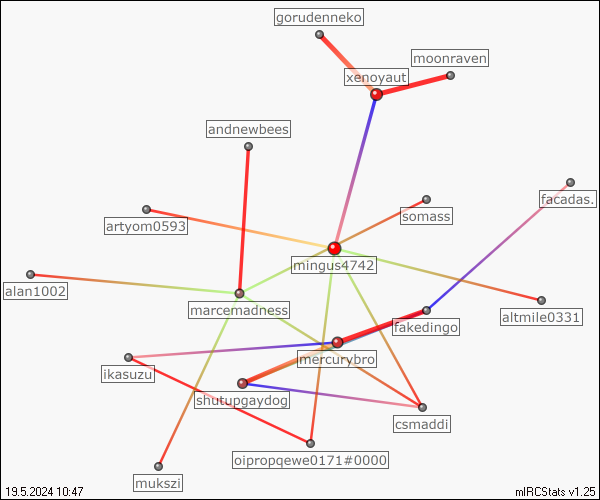 gorudenneko
moonraven
xenoyaut
andnewbees
facadas.
somass
artyom0593
mingus4742
alan1002
marcemadness
altmile0331
fakedingo
mercurybro
ikasuzu
shutupgaydog
csmaddi
oipropqewe0171#0000
mukszi
19.5.2024 10:47
mIRCStats v1.25